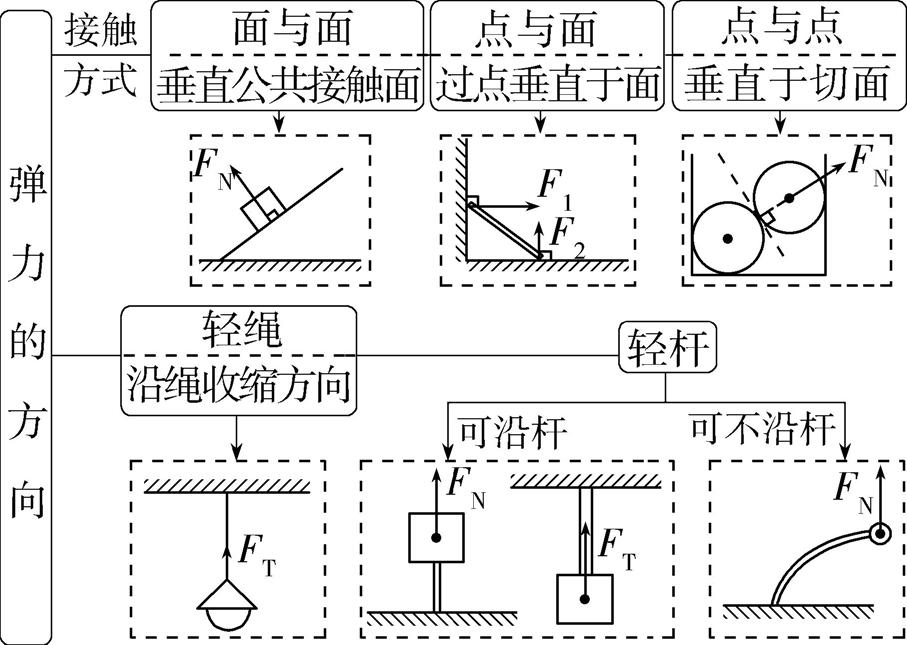 弹力的方向
接触方式
面与面
垂直公共接触面
点与面
过点垂直于面
点与点
垂直于切面
F_N
F_1
F_2
F_N
轻绳
沿绳收缩方向
轻杆
可沿杆
可不沿杆
F_T
F_N
F_T
F_N